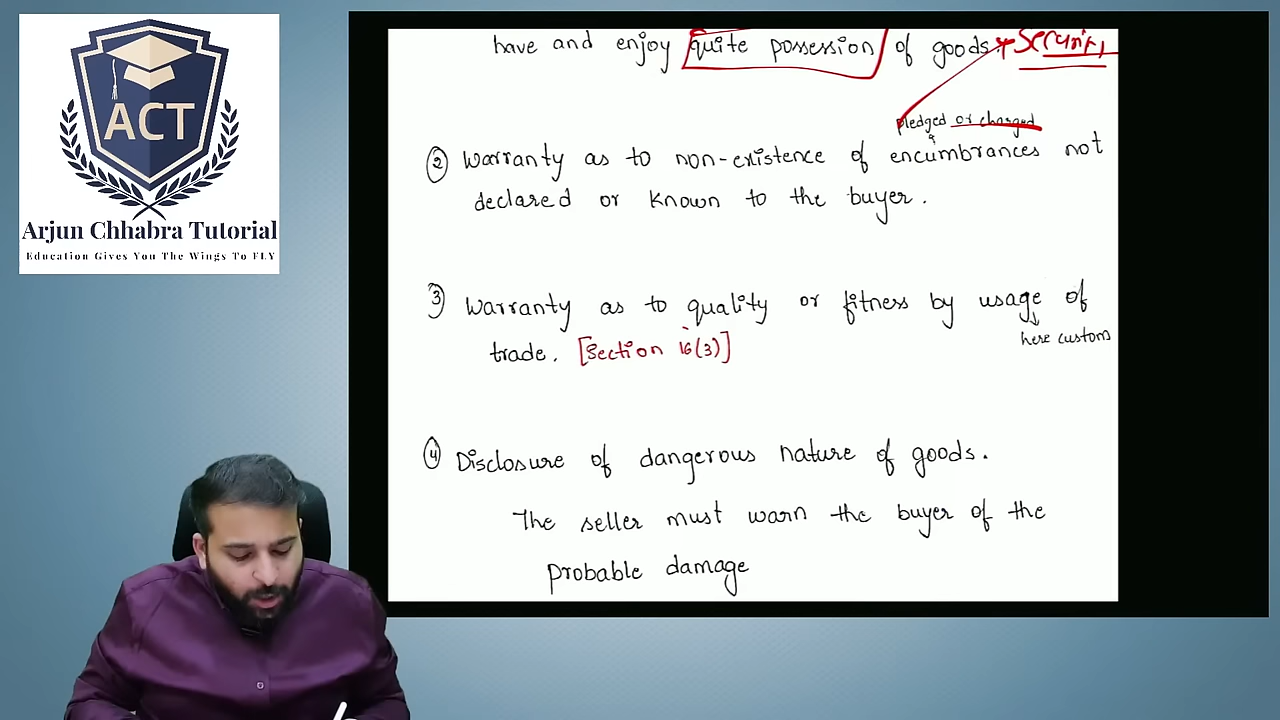 ACT
Arjun Chhabra Tutorial
Education Gives You The Wings To FLY
have and enjoy quite possession of goods. Security
pledged or charged
② Warranty as to non-existence of encumbrances not
declared or known to the buyer.
③ Warranty as to quality or fitness by usage of
here custom
trade. [Section 16(3)]
④ Disclosure of dangerous nature of goods.
The seller must warn the buyer of the
probable damage